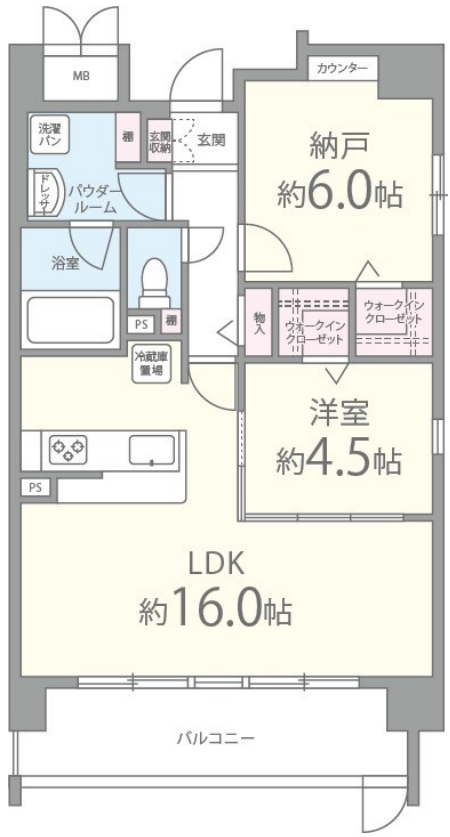 MB
カウンター
洗濯
パン
棚
玄関
収納
玄関
納戸
約6.0帖
ドレッサー
パウダー
ルーム
浴室
PS
棚
物入
ウォークイン
クローゼット
ウォークイン
クローゼット
冷蔵庫
置場
洋室
約4.5帖
PS
LDK
約16.0帖
バルコニー